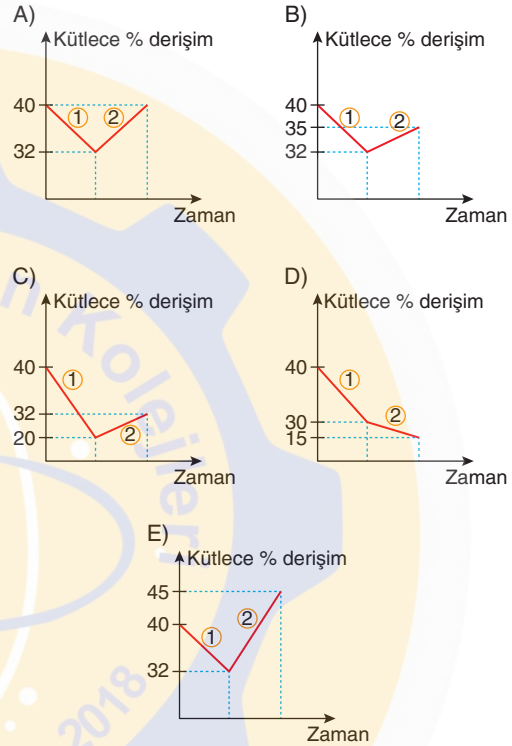 A)
Kütlece % derişim
40
32
1
2
Zaman
B)
Kütlece % derişim
40
35
32
1
2
Zaman
C)
Kütlece % derişim
40
32
20
1
2
Zaman
D)
Kütlece % derişim
40
30
15
1
2
Zaman
E)
Kütlece % derişim
45
40
32
1
2
Zaman
n Kolejler
2018